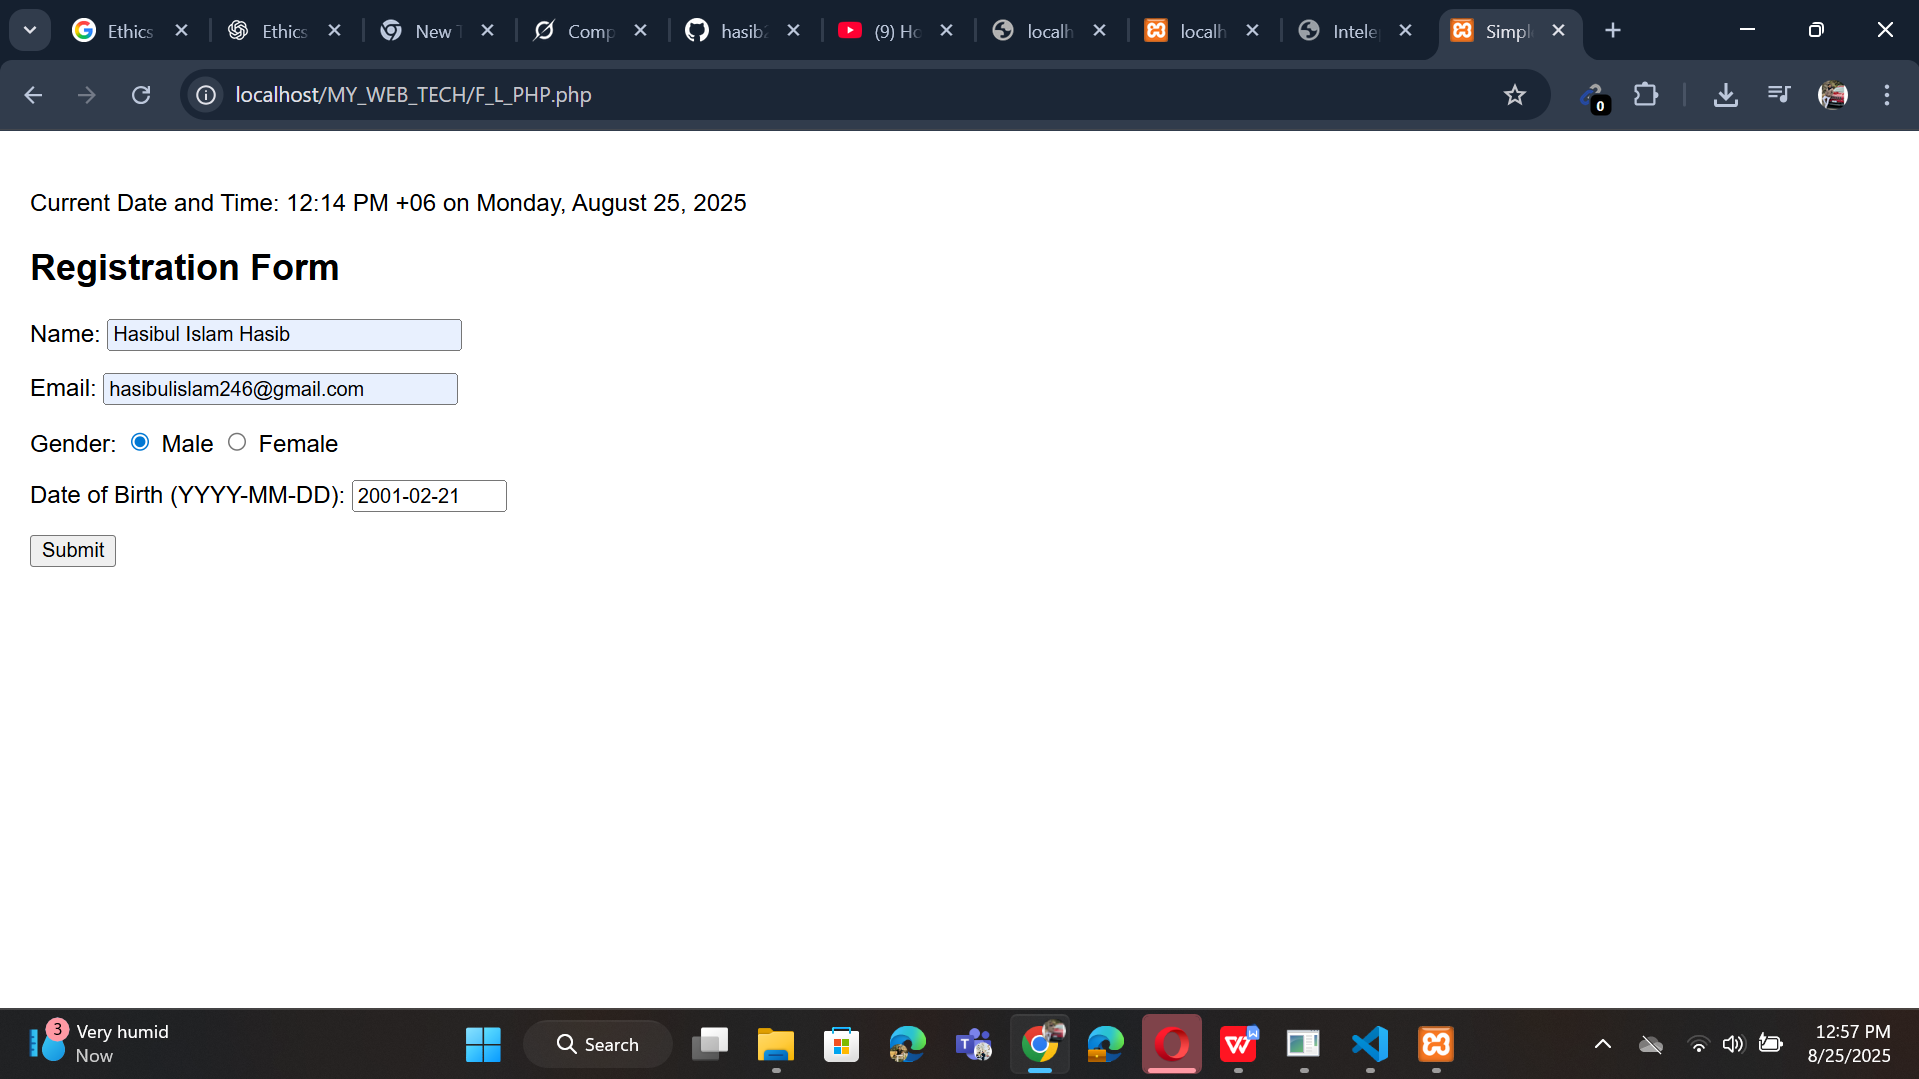 Ethics
Ethics
New T
Comp
hasib2
(9) Ho
localh
localh
Intele
Simpl
localhost/MY_WEB_TECH/F_L_PHP.php
0
Current Date and Time: 12:14 PM +06 on Monday, August 25, 2025
Registration Form
Name: Hasibul Islam Hasib
Email: hasibulislam246@gmail.com
Gender: Male Female
Date of Birth (YYYY-MM-DD): 2001-02-21
Submit
3
Very humid
Now
Search
12:57 PM
8/25/2025